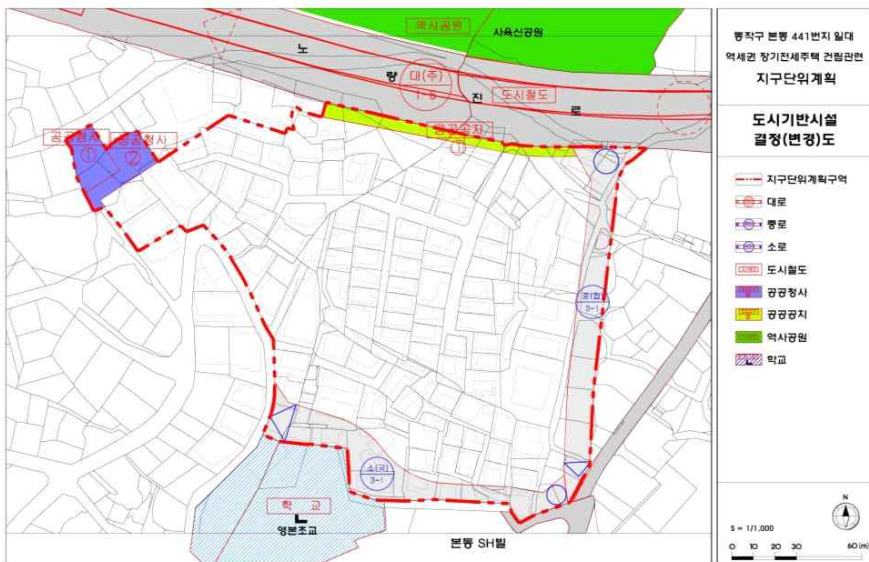 역사공원
사육신공원
노
량
진
로
대(주)
1-6
도시철도
공공청사
①
공공청사
②
공공공지
①
중(집)
3-1
소(국)
3-1
학 교
영본초교
본동 SH빌
동작구 본동 441번지 일대
역세권 장기전세주택 건립관련
지구단위계획
도시기반시설
결정(변경)도
지구단위계획구역
대로
중로
소로
도시철도
공공청사
공공공지
역사공원
학교
N
S = 1/1,000
0 10 20 30 60 (m)